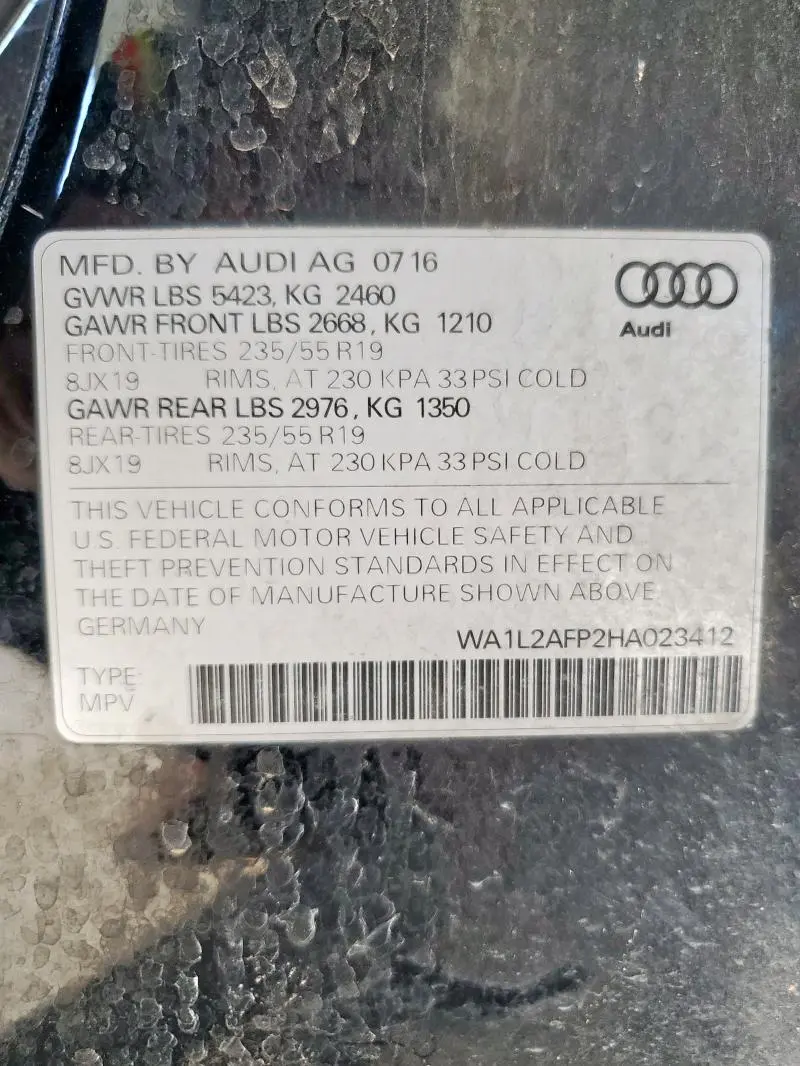 MFD. BY AUDI AG 07 16
GVWR LBS 5423, KG 2460
GAWR FRONT LBS 2668, KG 1210
FRONT-TIRES 235/55 R19
8JX19 RIMS, AT 230 KPA 33 PSI COLD
GAWR REAR LBS 2976, KG 1350
REAR-TIRES 235/55 R19
8JX19 RIMS, AT 230 KPA 33 PSI COLD
Audi
THIS VEHICLE CONFORMS TO ALL APPLICABLE
U.S. FEDERAL MOTOR VEHICLE SAFETY AND
THEFT PREVENTION STANDARDS IN EFFECT ON
THE DATE OF MANUFACTURE SHOWN ABOVE.
GERMANY
WA1L2AFP2HA023412
TYPE:
MPV